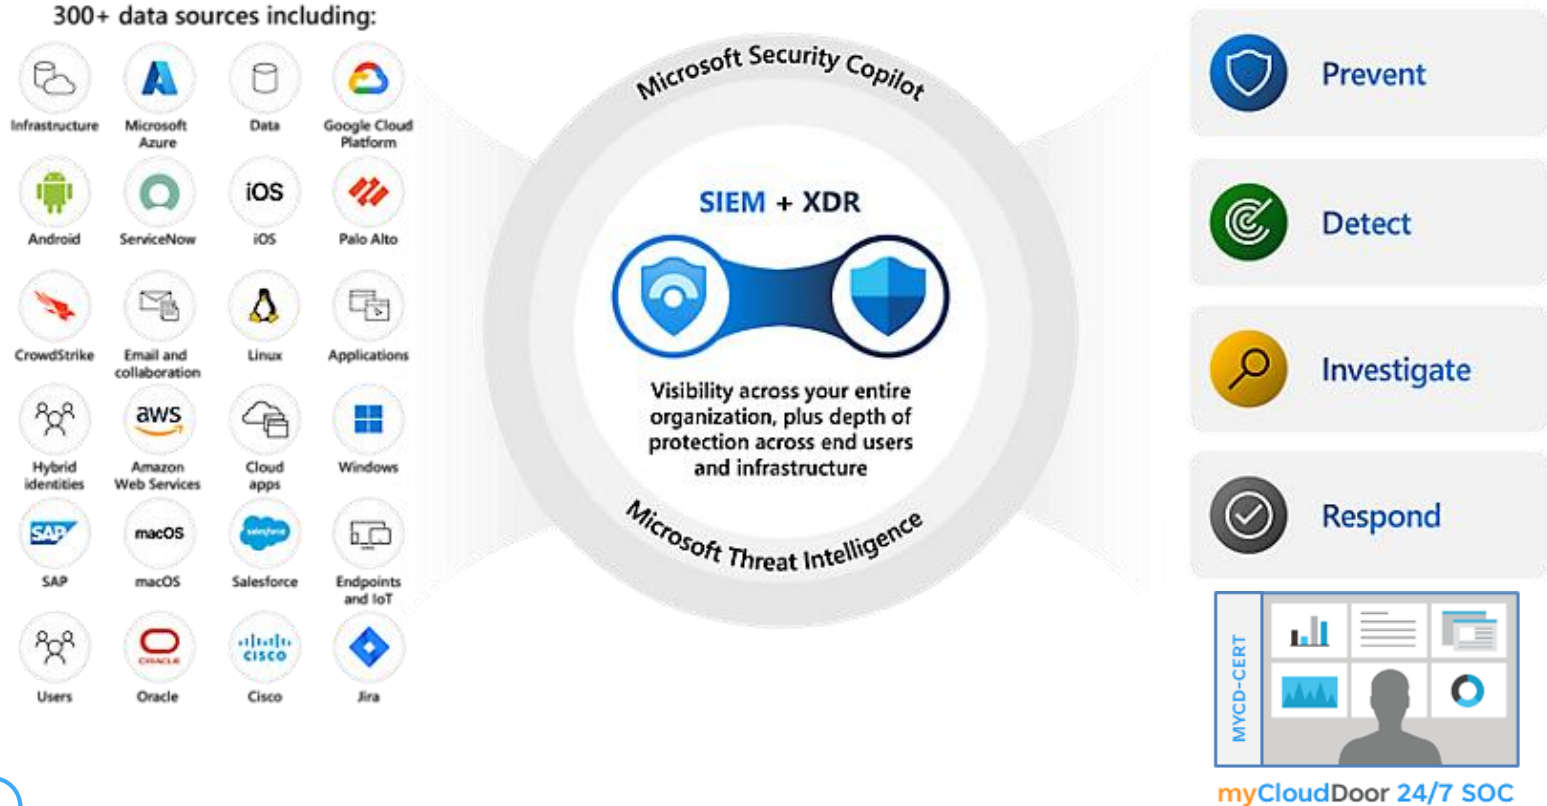 300+ data sources including:
Infrastructure
Microsoft
Azure
Data
Google Cloud
Platform
iOS
Android
ServiceNow
iOS
Palo Alto
CrowdStrike
Email and
collaboration
Linux
Applications
aws
Hybrid
identities
Amazon
Web Services
Cloud
apps
Windows
SAP
macOS
salesforce
SAP
macOS
Salesforce
Endpoints
and IoT
ORACLE
CISCO
Users
Oracle
Cisco
Jira
Microsoft Security Copilot
SIEM + XDR
Visibility across your entire
organization, plus depth of
protection across end users
and infrastructure
Microsoft Threat Intelligence
Prevent
Detect
Investigate
Respond
MYCD-CERT
myCloudDoor 24/7 SOC